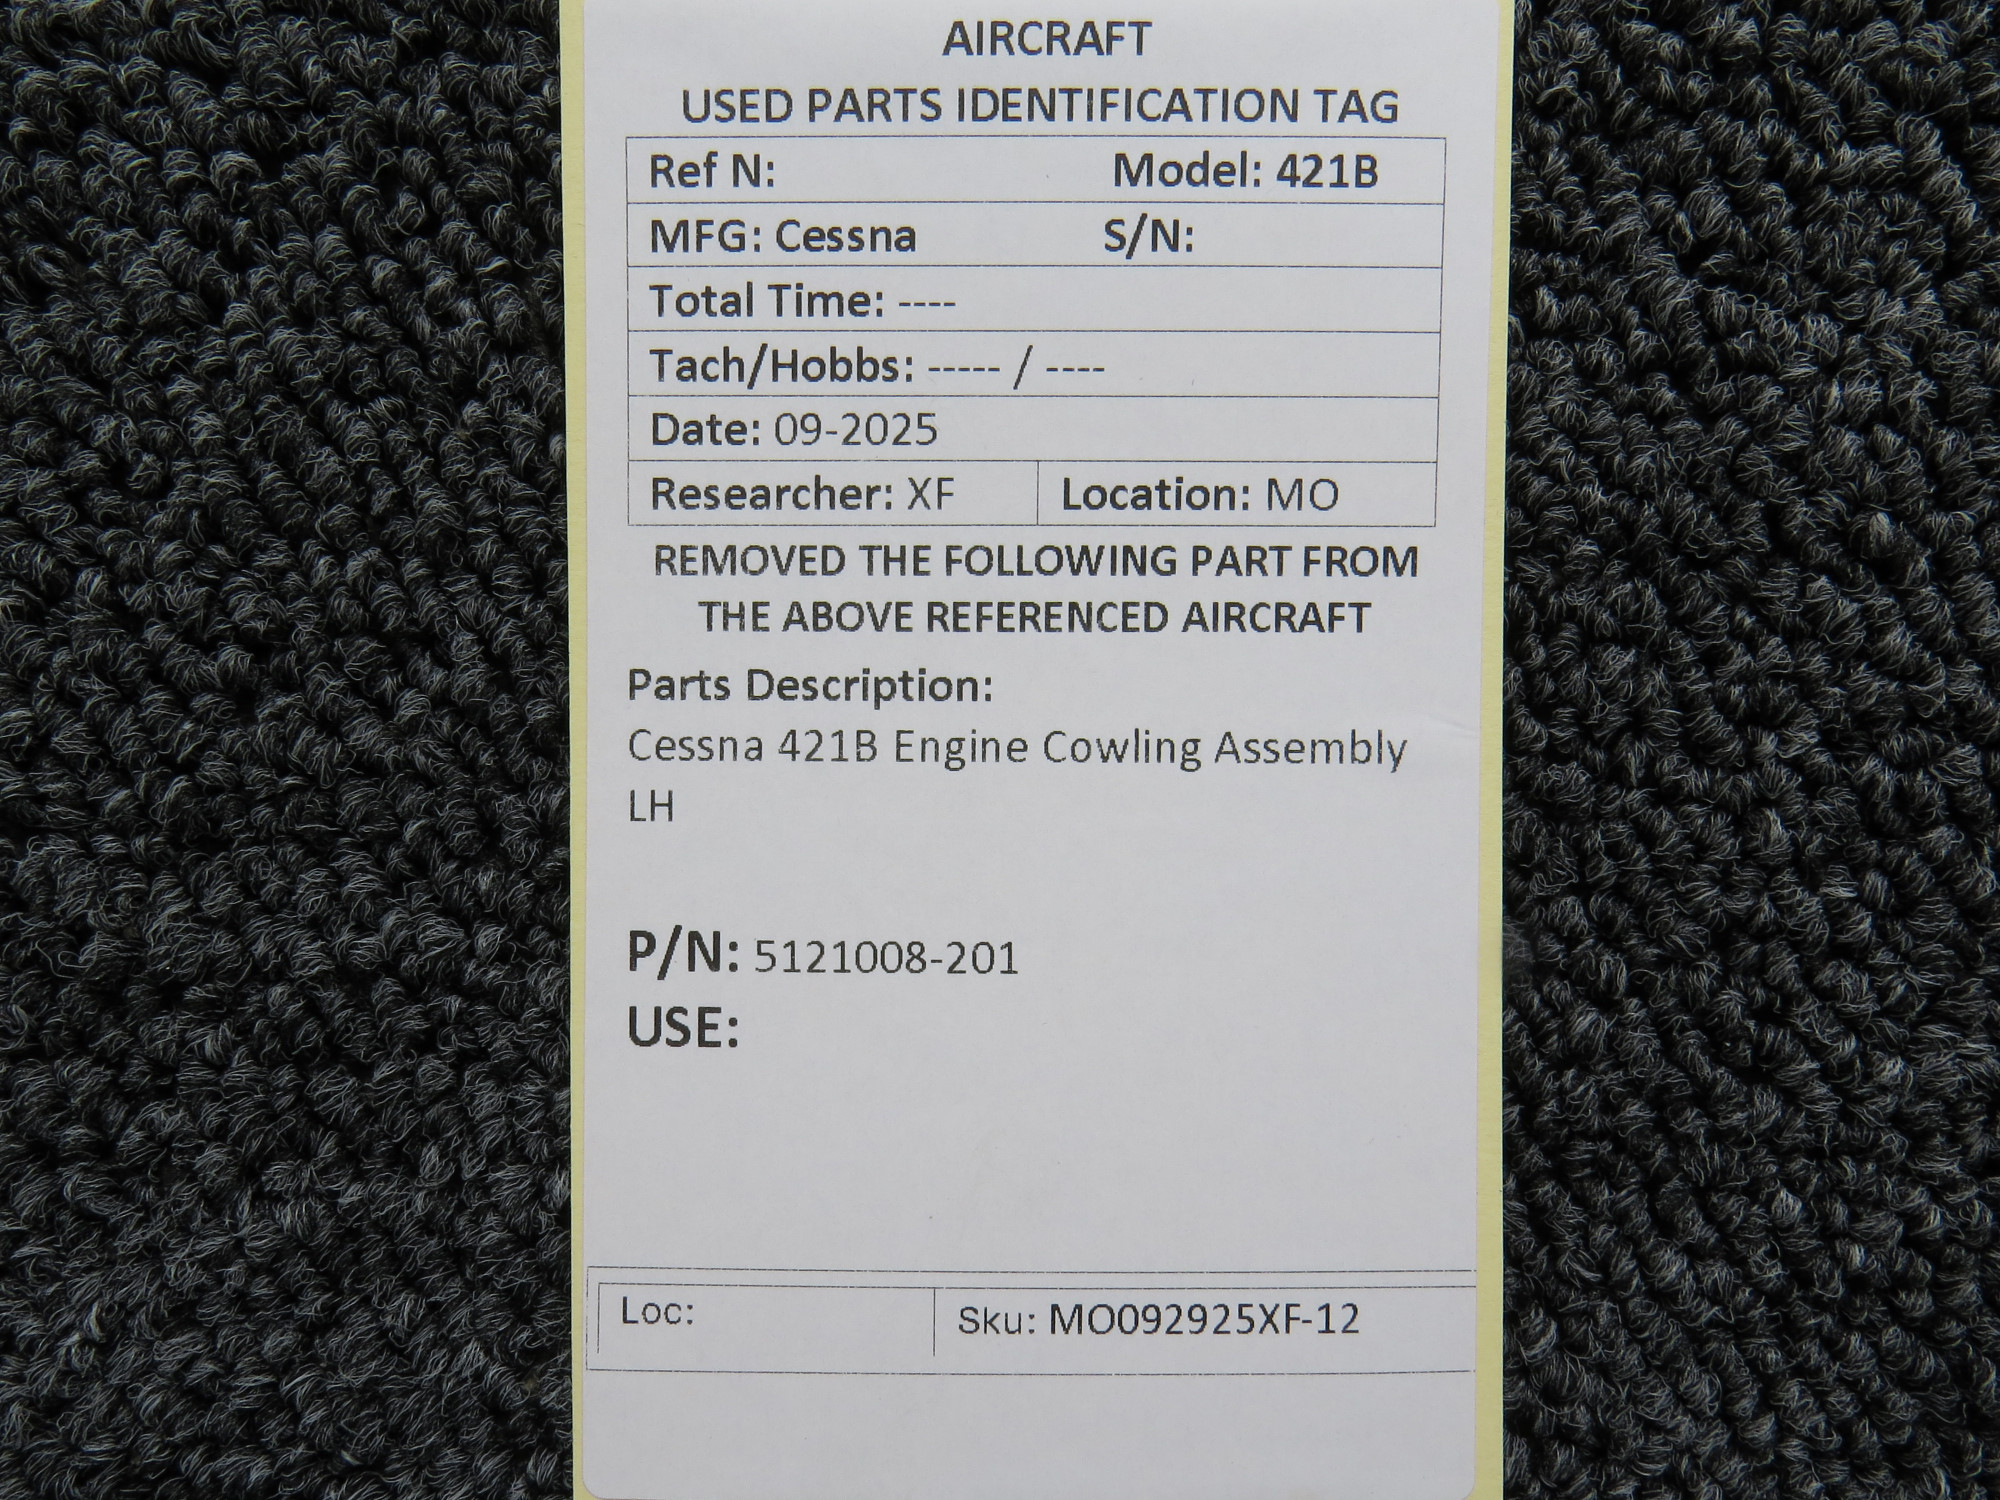 AIRCRAFT
USED PARTS IDENTIFICATION TAG
Ref N: Model: 421B
MFG: Cessna S/N:
Total Time: ----
Tach/Hobbs: ----- / ----
Date: 09-2025
Researcher: XF Location: MO
REMOVED THE FOLLOWING PART FROM
THE ABOVE REFERENCED AIRCRAFT
Parts Description:
Cessna 421B Engine Cowling Assembly
LH
P/N: 5121008-201
USE:
Loc: Sku: MO092925XF-12